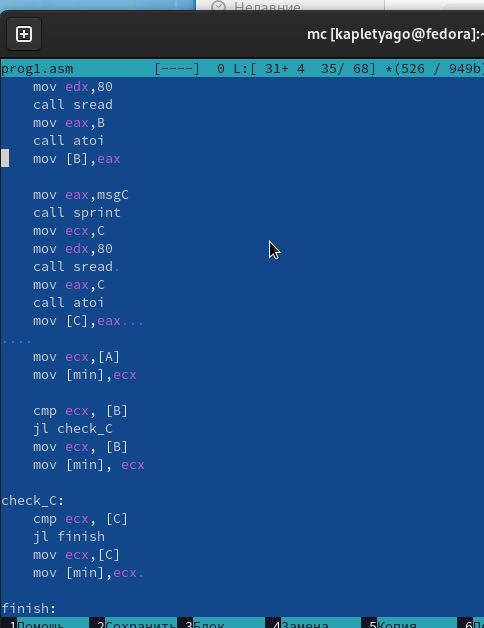 Недавние
mc [kapletyago@fedora]:~
prog1.asm [----] 0 L:[ 31+ 4 35/ 68] *(526 / 949b)
mov edx,80
call sread
mov eax,B
call atoi
mov [B],eax
mov eax,msgC
call sprint
mov ecx,C
mov edx,80
call sread.
mov eax,C
call atoi
mov [C],eax...
....
mov ecx,[A]
mov [min],ecx
cmp ecx, [B]
jl check_C
mov ecx, [B]
mov [min], ecx
check_C:
cmp ecx, [C]
jl finish
mov ecx,[C]
mov [min],ecx.
finish:
1Помощь 2Сохранить 3Блок 4Замена 5Копия 6